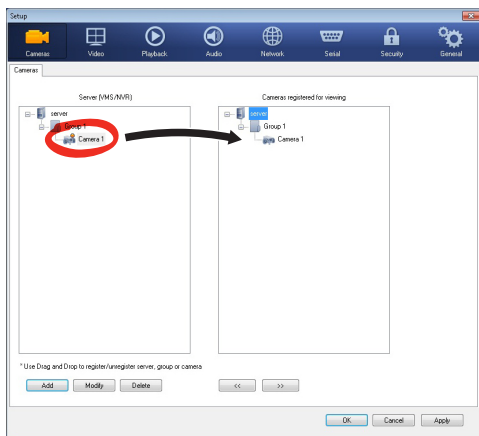 Setup
Cameras Video Playback Audio Network Serial Security General
Cameras
Server (VMS/NVR) Cameras registered for viewing
server server
Group 1 Group 1
Camera 1 Camera 1
* Use Drag and Drop to register/unregister server, group or camera
Add Modify Delete << >>
OK Cancel Apply